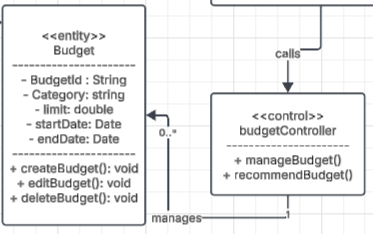 <<entity>>
Budget
- BudgetId : String
- Category: string
- limit: double
- startDate: Date
- endDate: Date
+ createBudget(): void
+ editBudget(): void
+ deleteBudget(): void
calls
0..*
<<control>>
budgetController
+ manageBudget()
+ recommendBudget()
manages
1